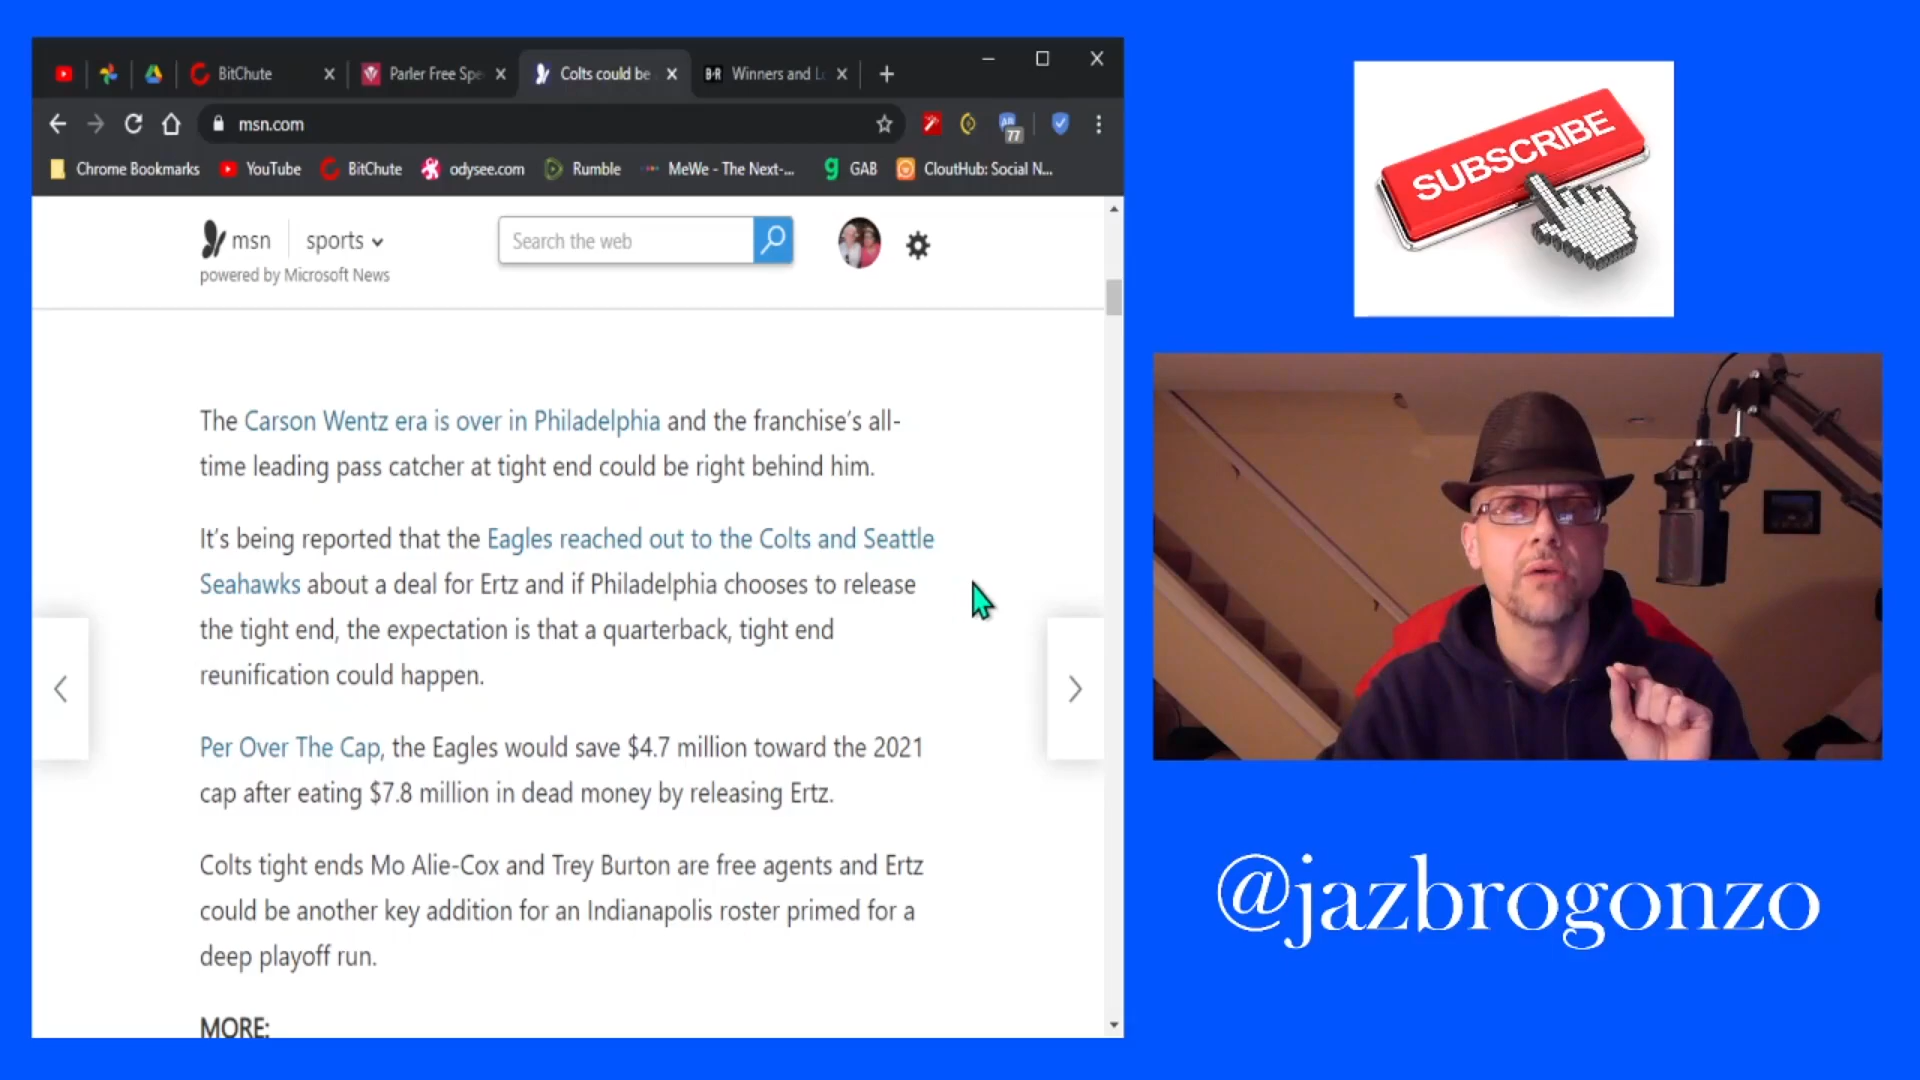 BitChute
Parler Free Spe
Colts could be
B·R Winners and L
msn.com
77
Chrome Bookmarks
YouTube
BitChute
odysee.com
Rumble
MeWe - The Next-...
GAB
CloutHub: Social N...
msn sports
powered by Microsoft News
Search the web
The Carson Wentz era is over in Philadelphia and the franchise's all-
time leading pass catcher at tight end could be right behind him.
It's being reported that the Eagles reached out to the Colts and Seattle
Seahawks about a deal for Ertz and if Philadelphia chooses to release
the tight end, the expectation is that a quarterback, tight end
reunification could happen.
Per Over The Cap, the Eagles would save $4.7 million toward the 2021
cap after eating $7.8 million in dead money by releasing Ertz.
Colts tight ends Mo Alie-Cox and Trey Burton are free agents and Ertz
could be another key addition for an Indianapolis roster primed for a
deep playoff run.
MORE:
SUBSCRIBE
@jazbrogonzo